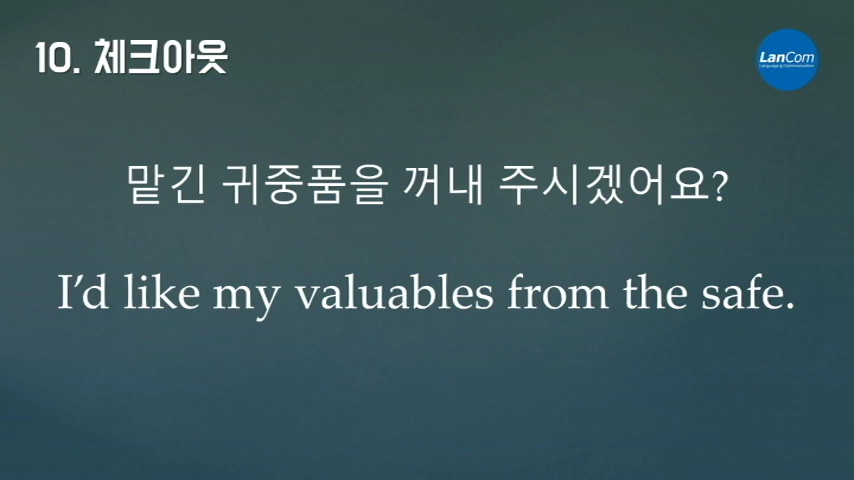 10. 체크아웃
LanCom
맡긴 귀중품을 꺼내 주시겠어요?
I'd like my valuables from the safe.